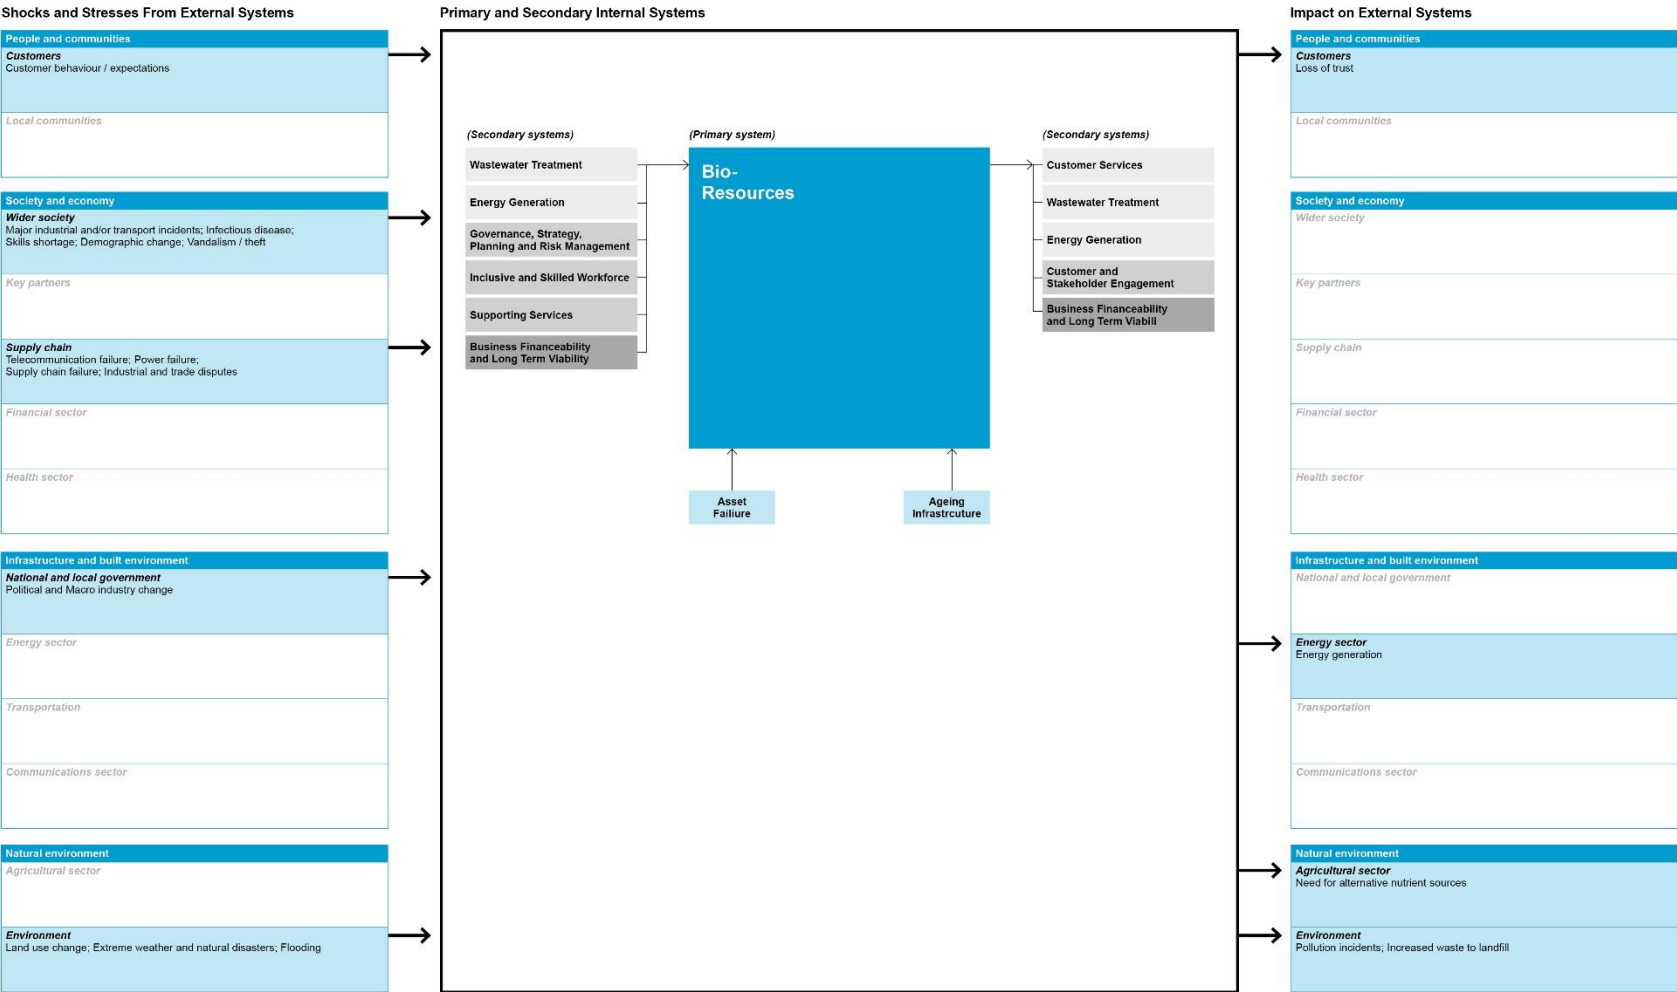 Shocks and Stresses From External Systems
People and communities
Customers
Customer behaviour / expectations
Local communities
Society and economy
Wider society
Major industrial and/or transport incidents; Infectious disease;
Skills shortage; Demographic change; Vandalism / theft
Key partners
Supply chain
Telecommunication failure; Power failure;
Supply chain failure; Industrial and trade disputes
Financial sector
Health sector
Infrastructure and built environment
National and local government
Political and Macro industry change
Energy sector
Transportation
Communications sector
Natural environment
Agricultural sector
Environment
Land use change; Extreme weather and natural disasters; Flooding
Primary and Secondary Internal Systems
(Secondary systems)
Wastewater Treatment
Energy Generation
Governance, Strategy,
Planning and Risk Management
Inclusive and Skilled Workforce
Supporting Services
Business Financeability
and Long Term Viability
(Primary system)
Bio-
Resources
Asset
Failiure
Ageing
Infrastrcuture
(Secondary systems)
Customer Services
Wastewater Treatment
Energy Generation
Customer and
Stakeholder Engagement
Business Financeability
and Long Term Viabili
Impact on External Systems
People and communities
Customers
Loss of trust
Local communities
Society and economy
Wider society
Key partners
Supply chain
Financial sector
Health sector
Infrastructure and built environment
National and local government
Energy sector
Energy generation
Transportation
Communications sector
Natural environment
Agricultural sector
Need for alternative nutrient sources
Environment
Pollution incidents; Increased waste to landfill